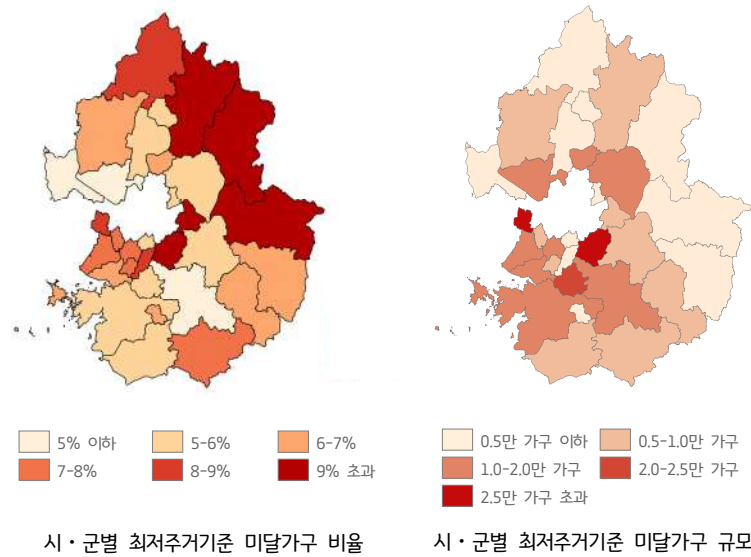 5% 이하 5-6% 6-7%
7-8% 8-9% 9% 초과
0.5만 가구 이하 0.5-1.0만 가구
1.0-2.0만 가구 2.0-2.5만 가구
2.5만 가구 초과
시・군별 최저주거기준 미달가구 비율
시・군별 최저주거기준 미달가구 규모